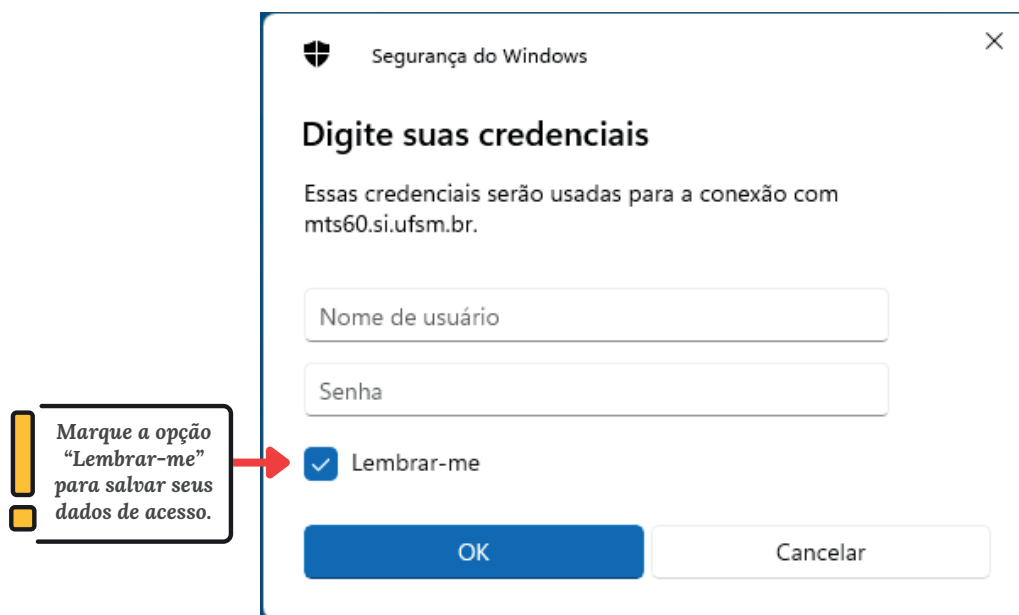 Segurança do Windows
Digite suas credenciais
Essas credenciais serão usadas para a conexão com
mts60.si.ufsm.br.
Nome de usuário
Senha
Marque a opção
“Lembrar-me”
para salvar seus
dados de acesso.
Lembrar-me
OK
Cancelar